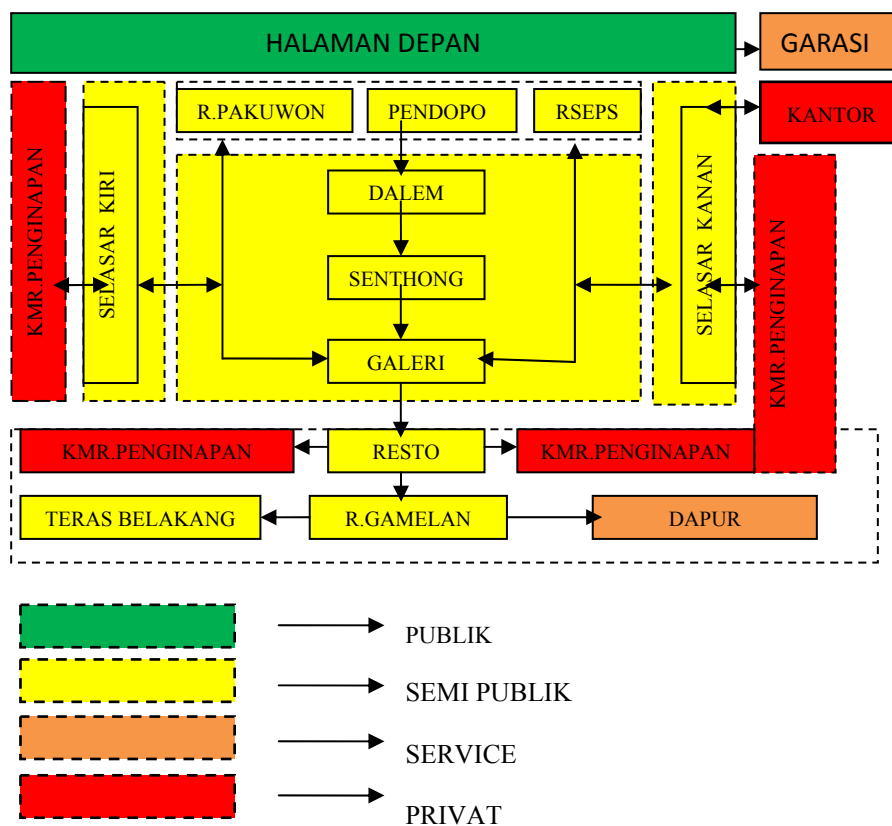 HALAMAN DEPAN
GARASI
R.PAKUWON
PENDOPO
RSEPS
KANTOR
KMR.PENGINAPAN
SELASAR KIRI
DALEM
SENTHONG
GALERI
SELASAR KANAN
KMR.PENGINAPAN
KMR.PENGINAPAN
RESTO
KMR.PENGINAPAN
TERAS BELAKANG
R.GAMELAN
DAPUR
PUBLIK
SEMI PUBLIK
SERVICE
PRIVAT